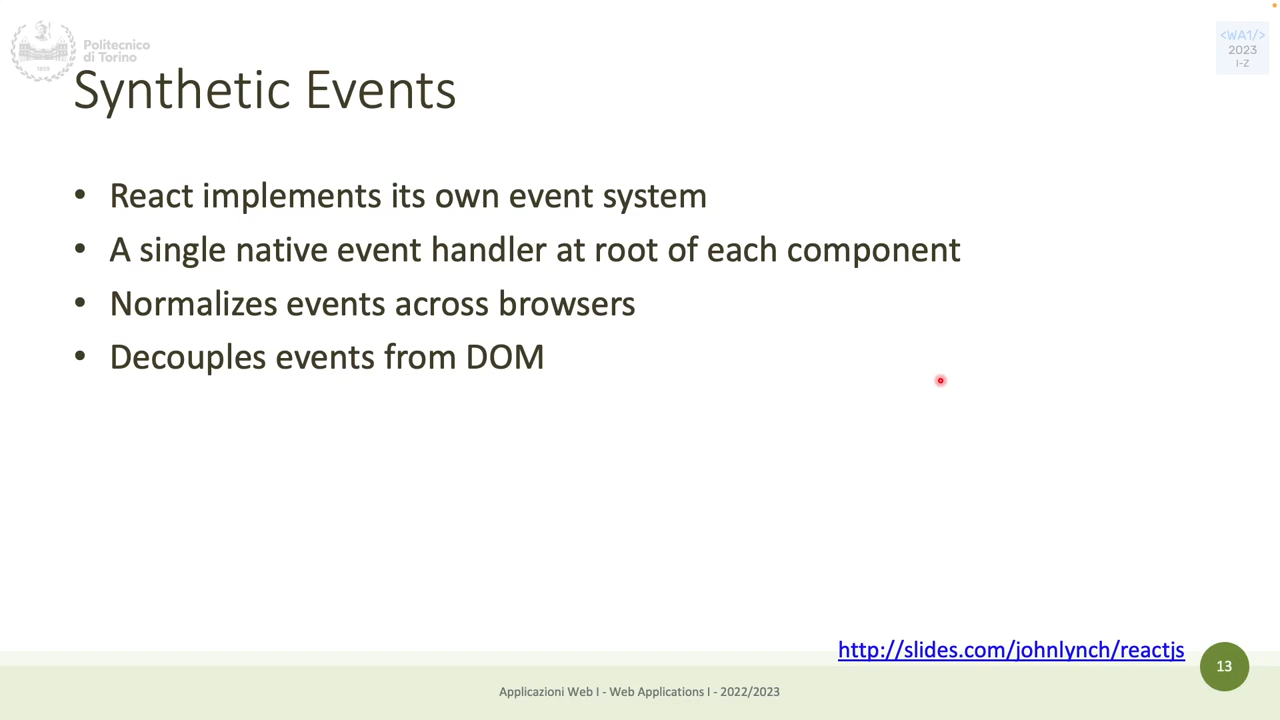 Politecnico
di Torino
1859
<WA1/>
2023
I-Z
Synthetic Events
• React implements its own event system
• A single native event handler at root of each component
• Normalizes events across browsers
• Decouples events from DOM
http://slides.com/johnlynch/reactjs
13
Applicazioni Web I - Web Applications I - 2022/2023